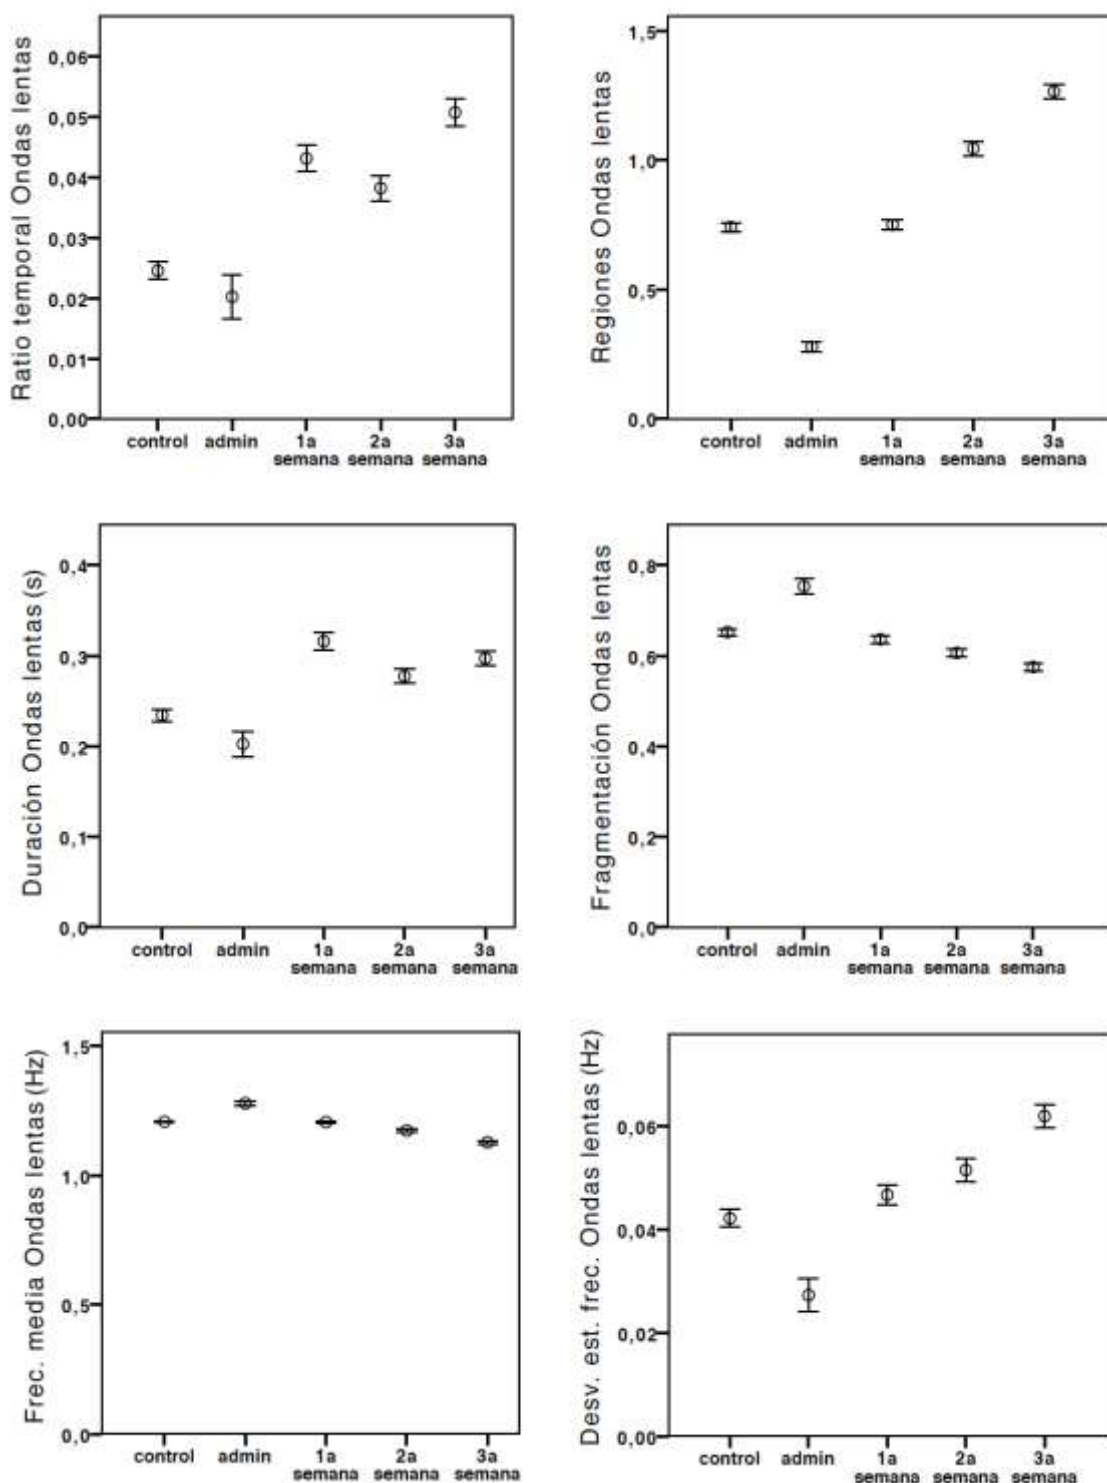 Ratio temporal Ondas lentas
0,06
0,05
0,04
0,03
0,02
0,01
0,00
control admin 1a semana 2a semana 3a semana
Regiones Ondas lentas
1,5
1,0
0,5
0,0
control admin 1a semana 2a semana 3a semana
Duración Ondas lentas (s)
0,4
0,3
0,2
0,1
0,0
control admin 1a semana 2a semana 3a semana
Fragmentación Ondas lentas
0,8
0,6
0,4
0,2
0,0
control admin 1a semana 2a semana 3a semana
Frec. media Ondas lentas (Hz)
1,5
1,0
0,5
0,0
control admin 1a semana 2a semana 3a semana
Desv. est. frec. Ondas lentas (Hz)
0,06
0,04
0,02
0,00
control admin 1a semana 2a semana 3a semana